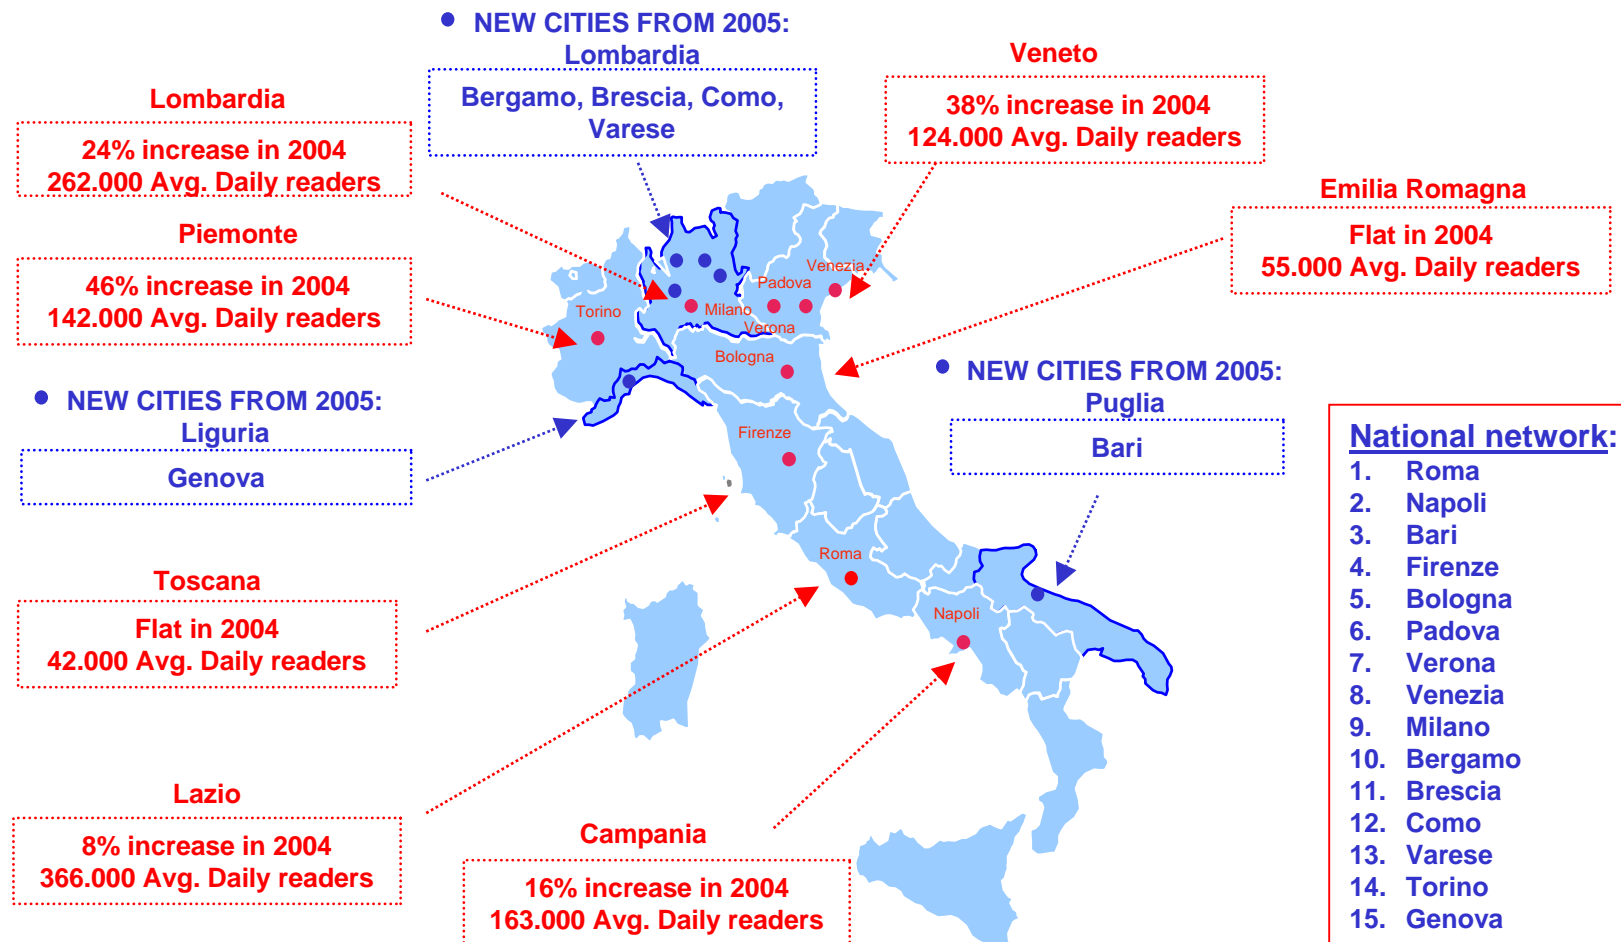 • NEW CITIES FROM 2005:
Lombardia
Bergamo, Brescia, Como,
Varese
Veneto
38% increase in 2004
124.000 Avg. Daily readers
Lombardia
24% increase in 2004
262.000 Avg. Daily readers
Emilia Romagna
Flat in 2004
55.000 Avg. Daily readers
Piemonte
46% increase in 2004
142.000 Avg. Daily readers
Venezia
Padova
Torino
Milano
Verona
Bologna
• NEW CITIES FROM 2005:
Liguria
Genova
• NEW CITIES FROM 2005:
Puglia
Bari
Firenze
Roma
Napoli
Toscana
Flat in 2004
42.000 Avg. Daily readers
Lazio
8% increase in 2004
366.000 Avg. Daily readers
Campania
16% increase in 2004
163.000 Avg. Daily readers
National network:
1. Roma
2. Napoli
3. Bari
4. Firenze
5. Bologna
6. Padova
7. Verona
8. Venezia
9. Milano
10. Bergamo
11. Brescia
12. Como
13. Varese
14. Torino
15. Genova